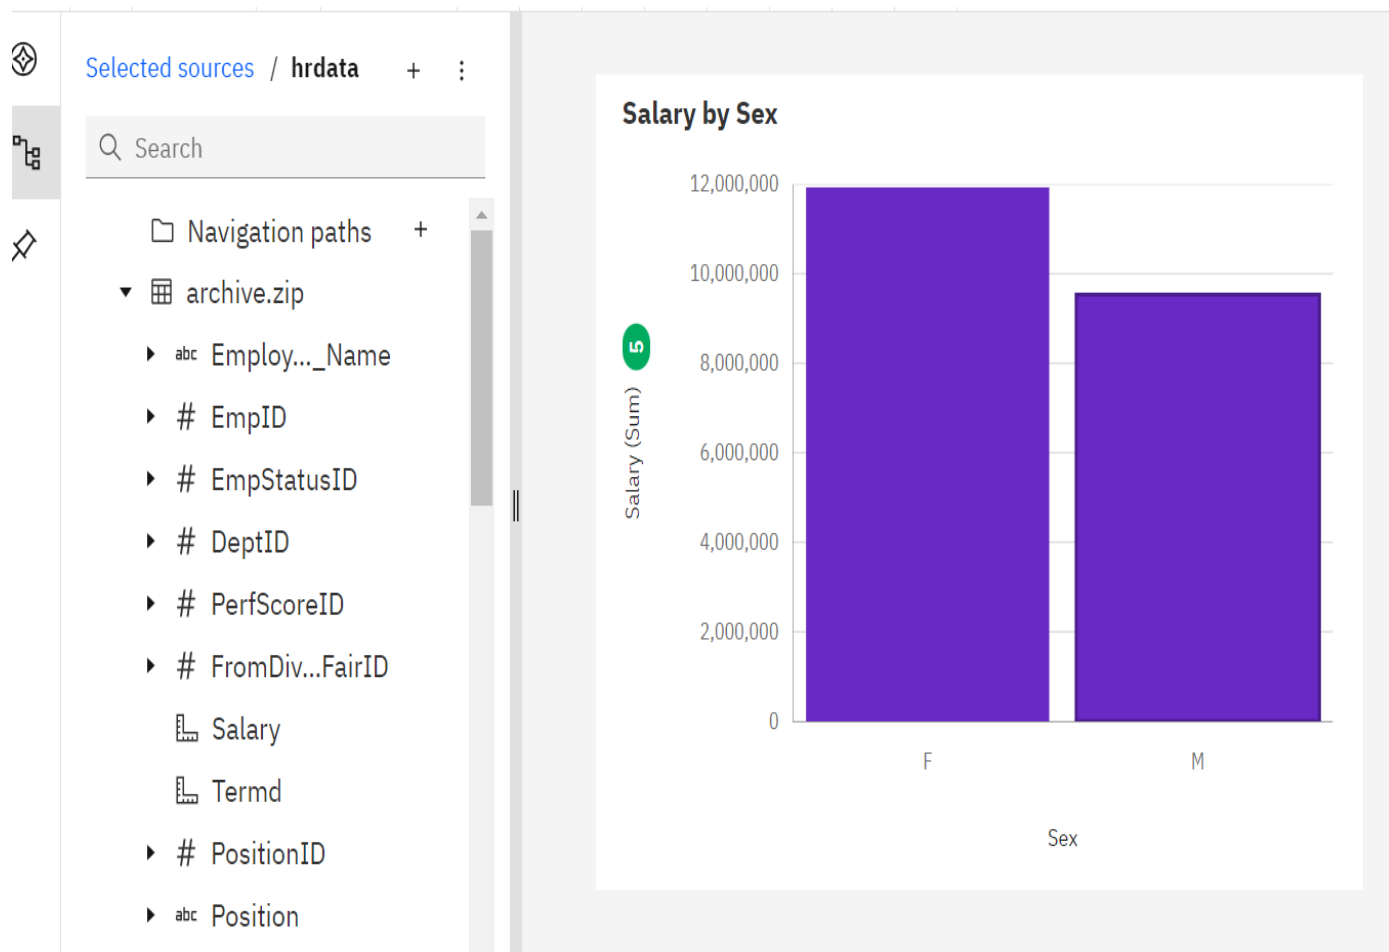 Selected sources / hrdata + ⋮
Search
Navigation paths +
archive.zip
abc Employ..._Name
# EmpID
# EmpStatusID
# DeptID
# PerfScoreID
# FromDiv...FairID
Salary
Termd
# PositionID
abc Position
Salary by Sex
12,000,000
10,000,000
8,000,000
6,000,000
4,000,000
2,000,000
0
Salary (Sum) 5
F M
Sex